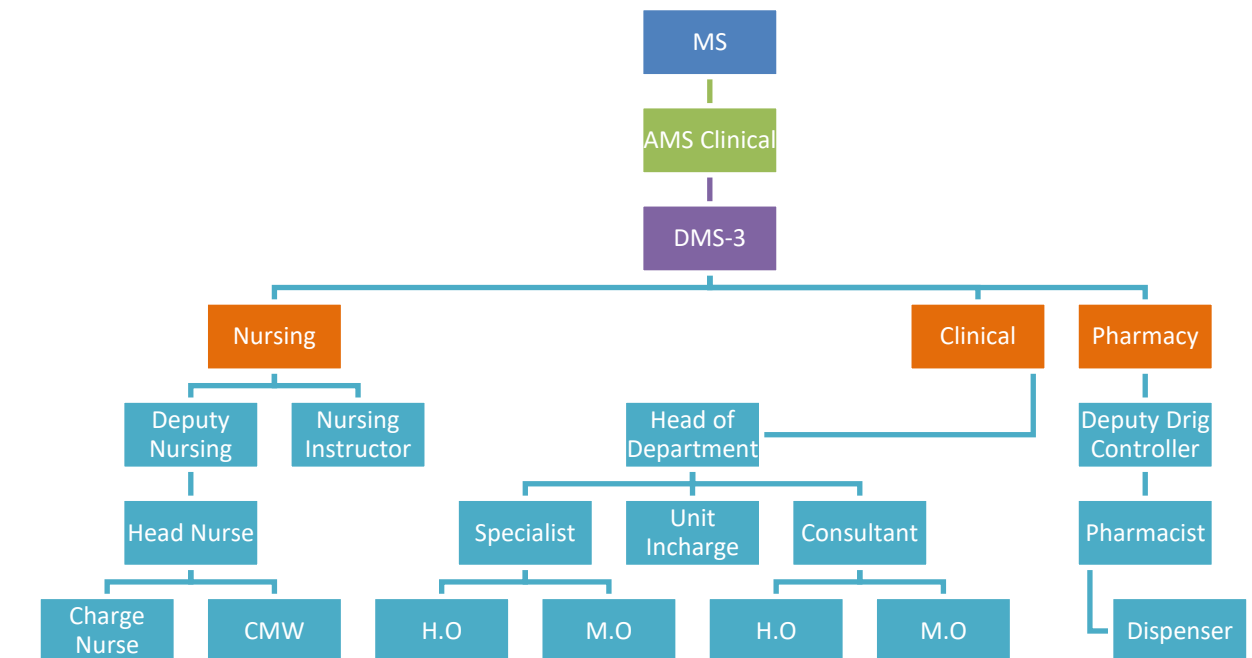 MS
AMS Clinical
DMS-3
Nursing
Clinical
Pharmacy
Deputy
Nursing
Nursing
Instructor
Head of
Department
Deputy Drig
Controller
Head Nurse
Specialist
Unit
Incharge
Consultant
Pharmacist
Charge
Nurse
CMW
H.O
M.O
H.O
M.O
Dispenser